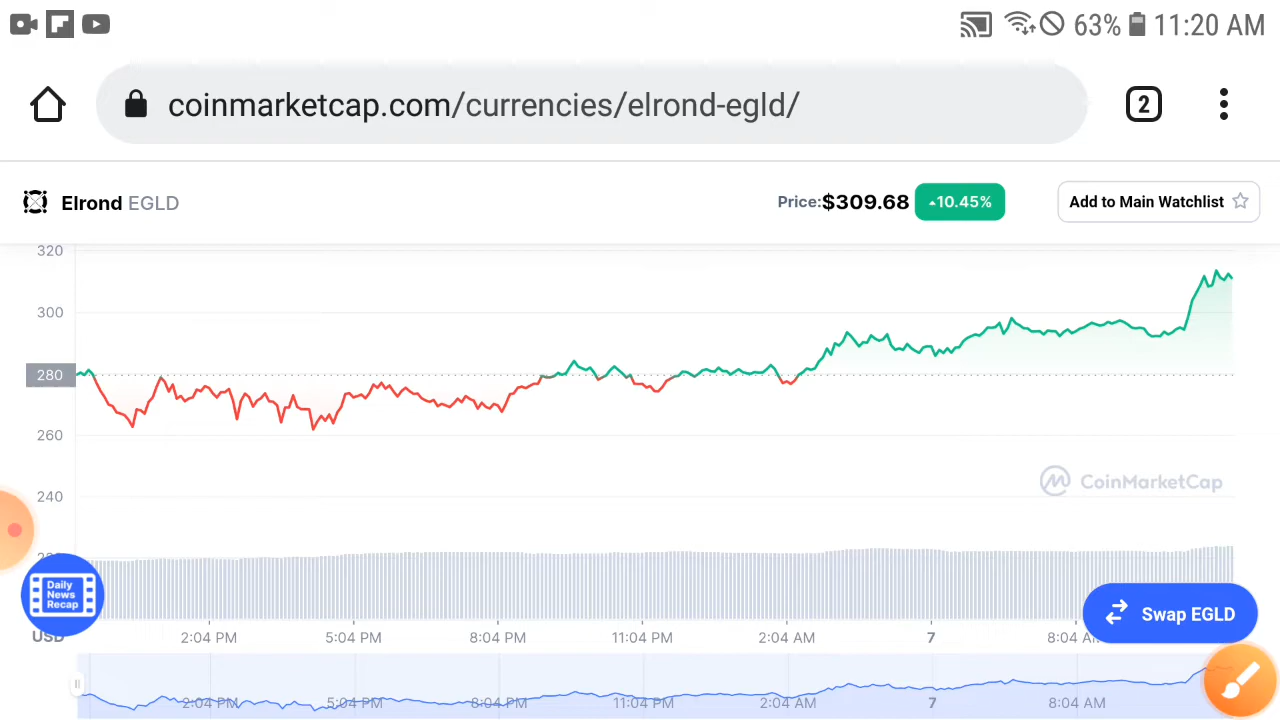 63% 11:20 AM
coinmarketcap.com/currencies/elrond-egld/
2
Elrond EGLD
Price:$309.68 10.45%
Add to Main Watchlist
320
300
280
260
240
CoinMarketCap
Daily
News
Recap
Swap EGLD
USD
2:04 PM 5:04 PM 8:04 PM 11:04 PM 2:04 AM 7 8:04 AM
2:04 PM 5:04 PM 8:04 PM 11:04 PM 2:04 AM 7 8:04 AM